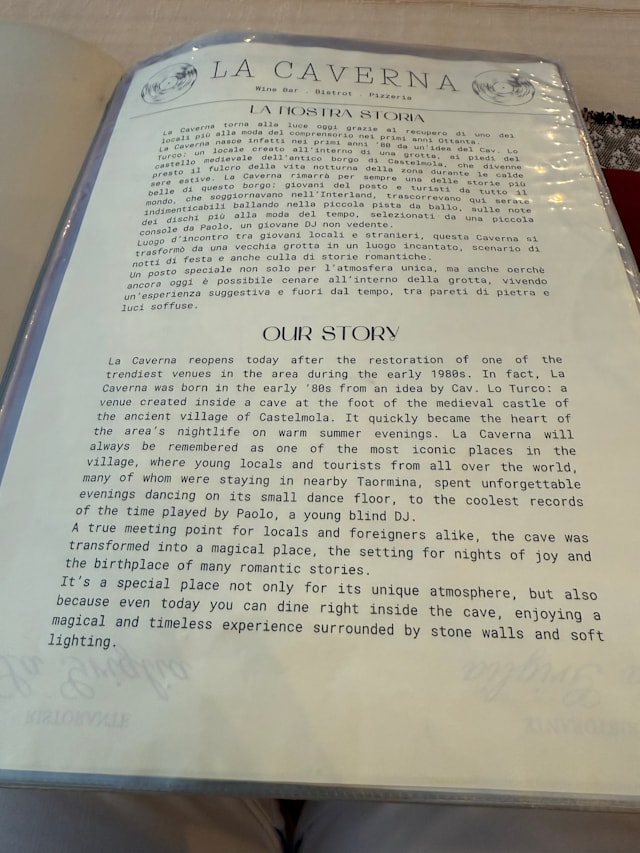 LA CAVERNA
Wine Bar . Bistrot . Pizzeria
LA NOSTRA STORIA
La Caverna torna alla luce oggi grazie al recupero di uno dei
locali più alla moda del comprensorio nei primi anni Ottanta.
La Caverna nasce infatti nei primi anni '80 da un'idea del Cav. Lo
Turco: un locale creato all'interno di una grotta, ai piedi del
castello medievale dell'antico borgo di Castelmola, che divenne
presto il fulcro della vita notturna della zona durante le calde
sere estive. La Caverna rimarrà per sempre una delle storie più
belle di questo borgo: giovani del posto e turisti da tutto il
mondo, che soggiornavano nell'Interland, trascorrevano qui serate
indimenticabili ballando nella piccola pista da ballo, sulle note
dei dischi più alla moda del tempo, selezionati da una piccola
console da Paolo, un giovane DJ non vedente.
Luogo d'incontro tra giovani locali e stranieri, questa Caverna si
trasformò da una vecchia grotta in un luogo incantato, scenario di
notti di festa e anche culla di storie romantiche.
Un posto speciale non solo per l'atmosfera unica, ma anche oerchè
ancora oggi è possibile cenare all'interno della grotta, vivendo
un'esperienza suggestiva e fuori dal tempo, tra pareti di pietra e
luci soffuse.
OUR STORY
La Caverna reopens today after the restoration of one of the
trendiest venues in the area during the early 1980s. In fact, La
Caverna was born in the early '80s from an idea by Cav. Lo Turco: a
venue created inside a cave at the foot of the medieval castle of
the ancient village of Castelmola. It quickly became the heart of
the area's nightlife on warm summer evenings. La Caverna will
always be remembered as one of the most iconic places in the
village, where young locals and tourists from all over the world,
many of whom were staying in nearby Taormina, spent unforgettable
evenings dancing on its small dance floor, to the coolest records
of the time played by Paolo, a young blind DJ.
A true meeting point for locals and foreigners alike, the cave was
transformed into a magical place, the setting for nights of joy and
the birthplace of many romantic stories.
It's a special place not only for its unique atmosphere, but also
because even today you can dine right inside the cave, enjoying a
magical and timeless experience surrounded by stone walls and soft
lighting.
RISTORANTE